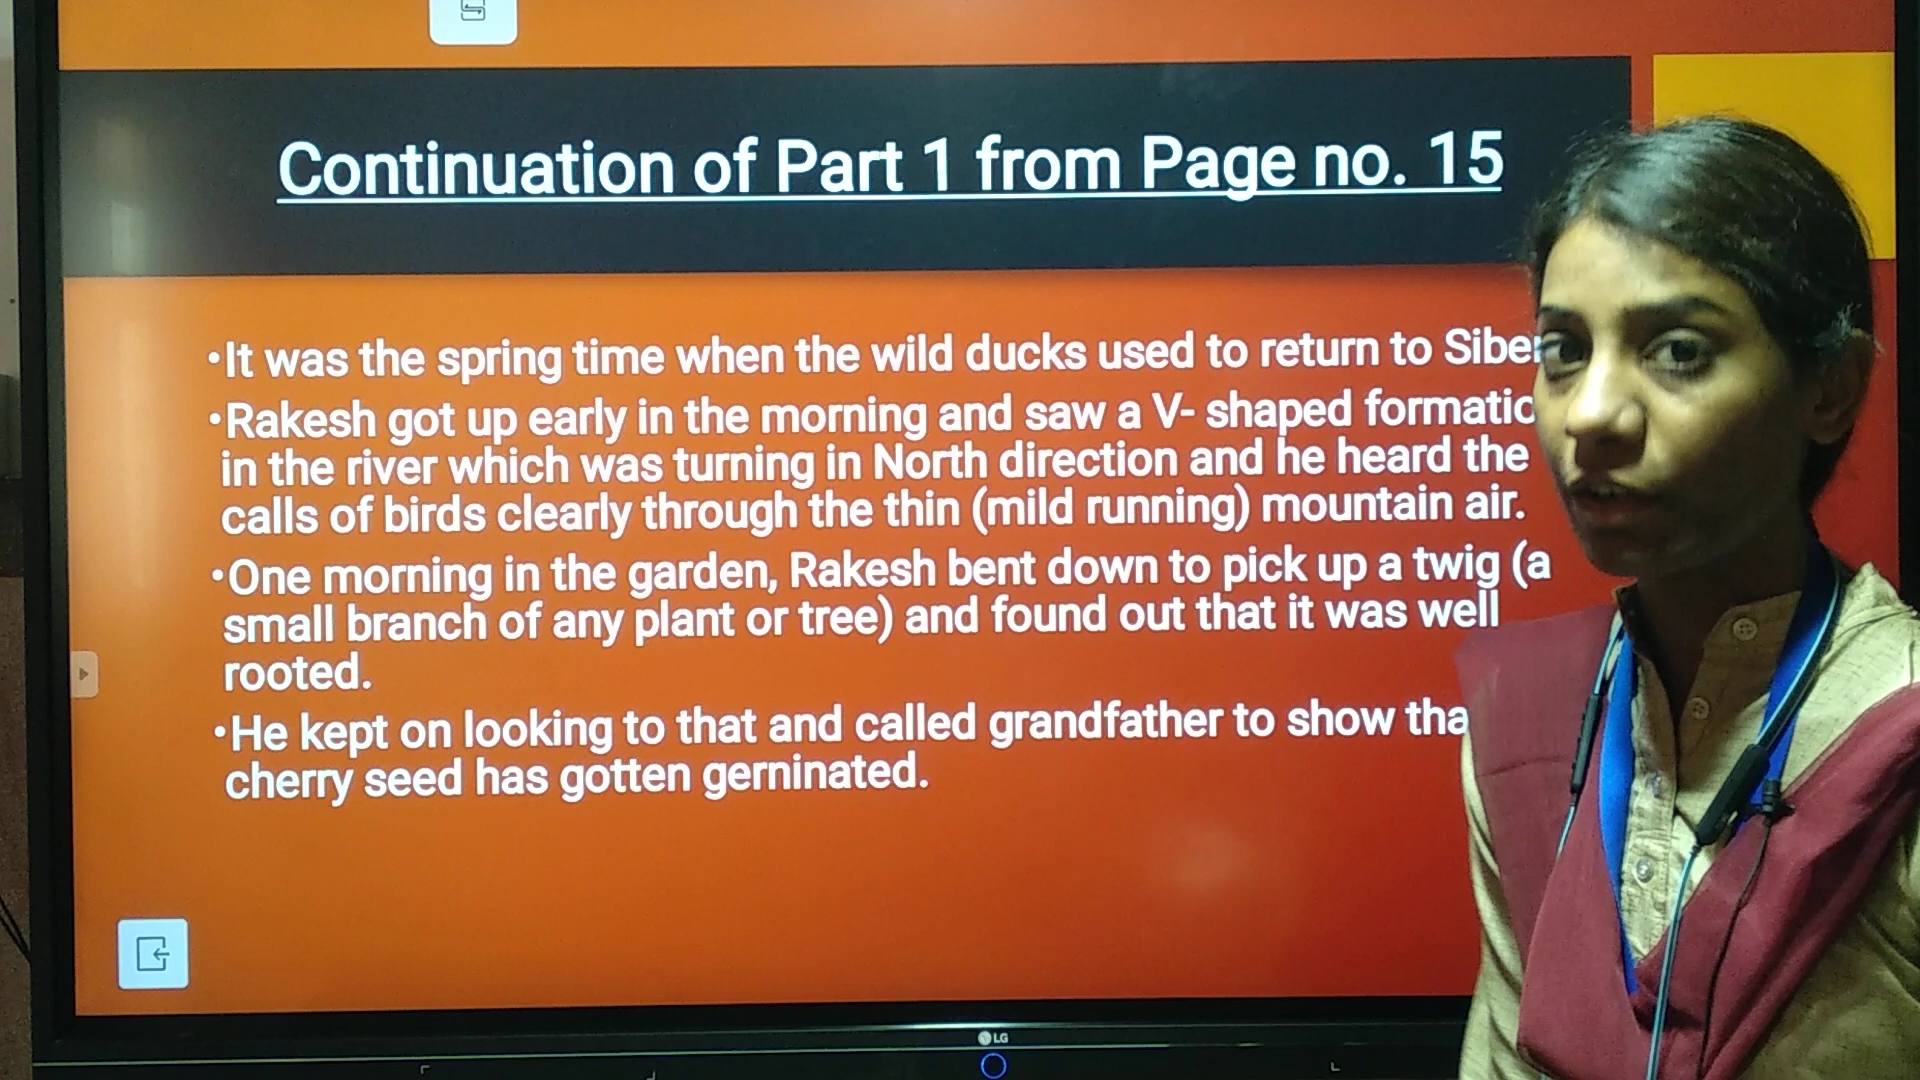 Continuation of Part 1 from Page no. 15
•It was the spring time when the wild ducks used to return to
•Rakesh got up early in the morning and saw a V- shaped
in the river which was turning in North direction and he heard the
calls of birds clearly through the thin (mild running) mountain air.
•One morning in the garden, Rakesh bent down to pick up a twig (a
small branch of any plant or tree) and found out that it was well
rooted.
•He kept on looking to that and called grandfather to show
cherry seed has gotten gerninated.
LG